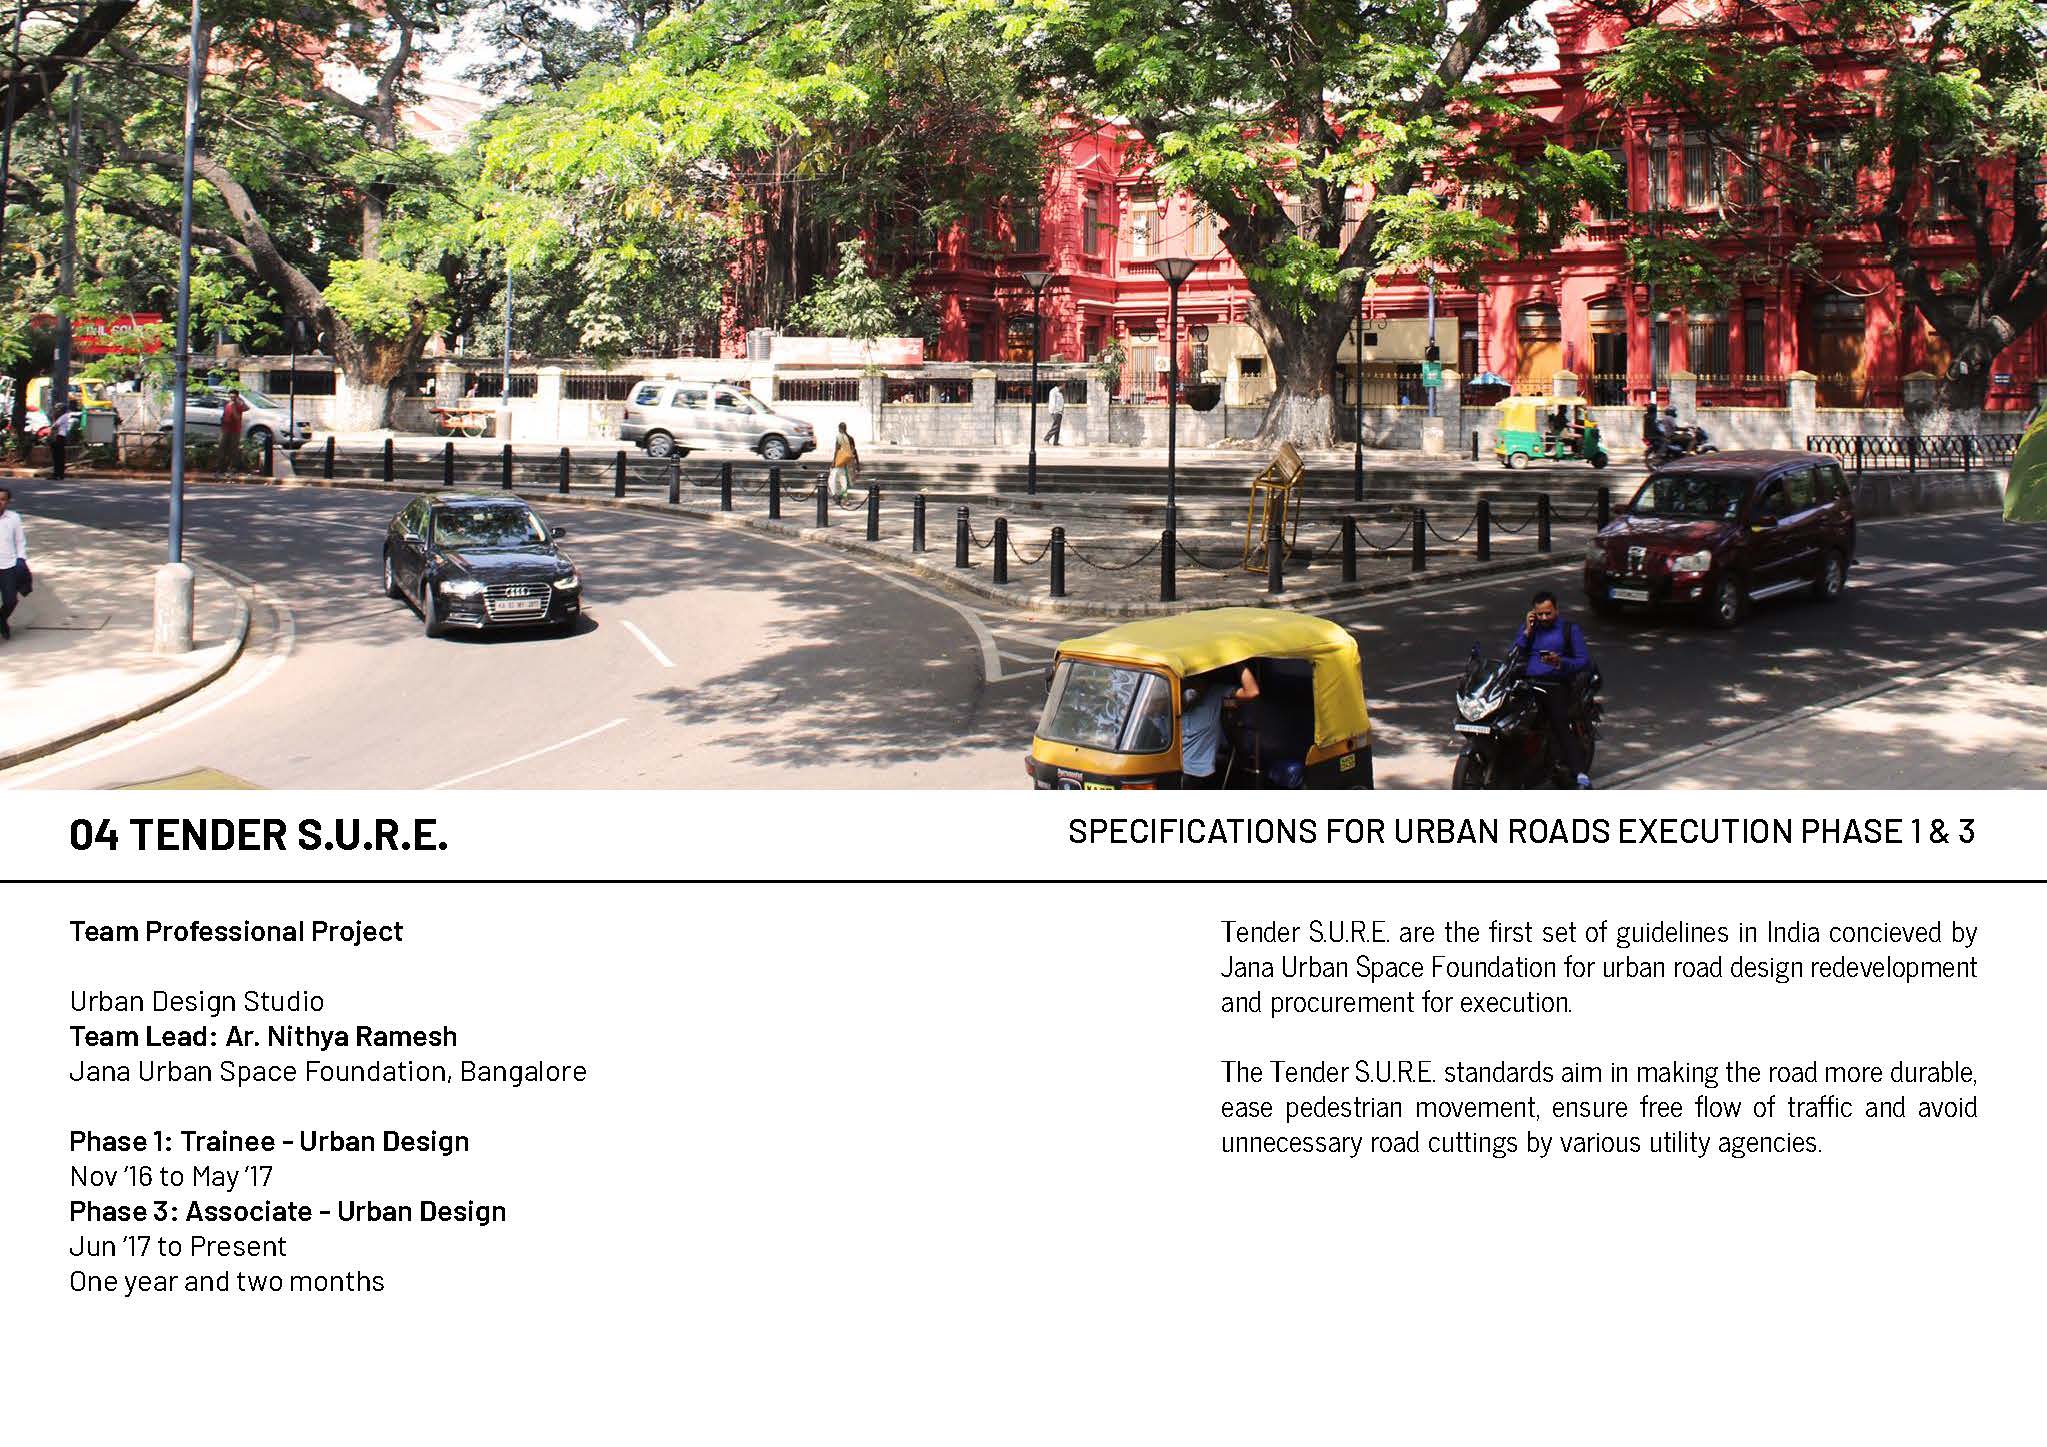 04 TENDER S.U.R.E.
SPECIFICATIONS FOR URBAN ROADS EXECUTION PHASE 1 & 3
Team Professional Project
Urban Design Studio
Team Lead: Ar. Nithya Ramesh
Jana Urban Space Foundation, Bangalore
Phase 1: Trainee - Urban Design
Nov '16 to May '17
Phase 3: Associate - Urban Design
Jun '17 to Present
One year and two months
Tender S.U.R.E. are the first set of guidelines in India concieved by
Jana Urban Space Foundation for urban road design redevelopment
and procurement for execution.
The Tender S.U.R.E. standards aim in making the road more durable,
ease pedestrian movement, ensure free flow of traffic and avoid
unnecessary road cuttings by various utility agencies.